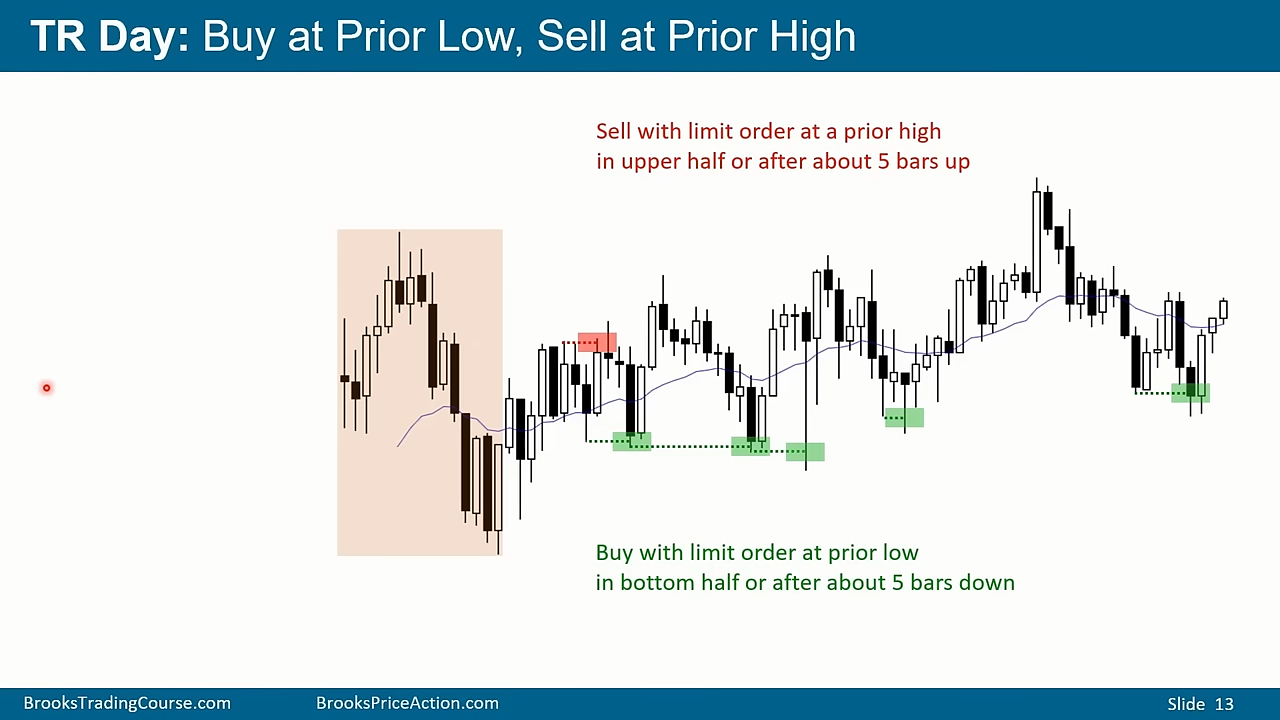 TR Day: Buy at Prior Low, Sell at Prior High
Sell with limit order at a prior high
in upper half or after about 5 bars up
Buy with limit order at prior low
in bottom half or after about 5 bars down
BrooksTradingCourse.com
BrooksPriceAction.com
Slide 13